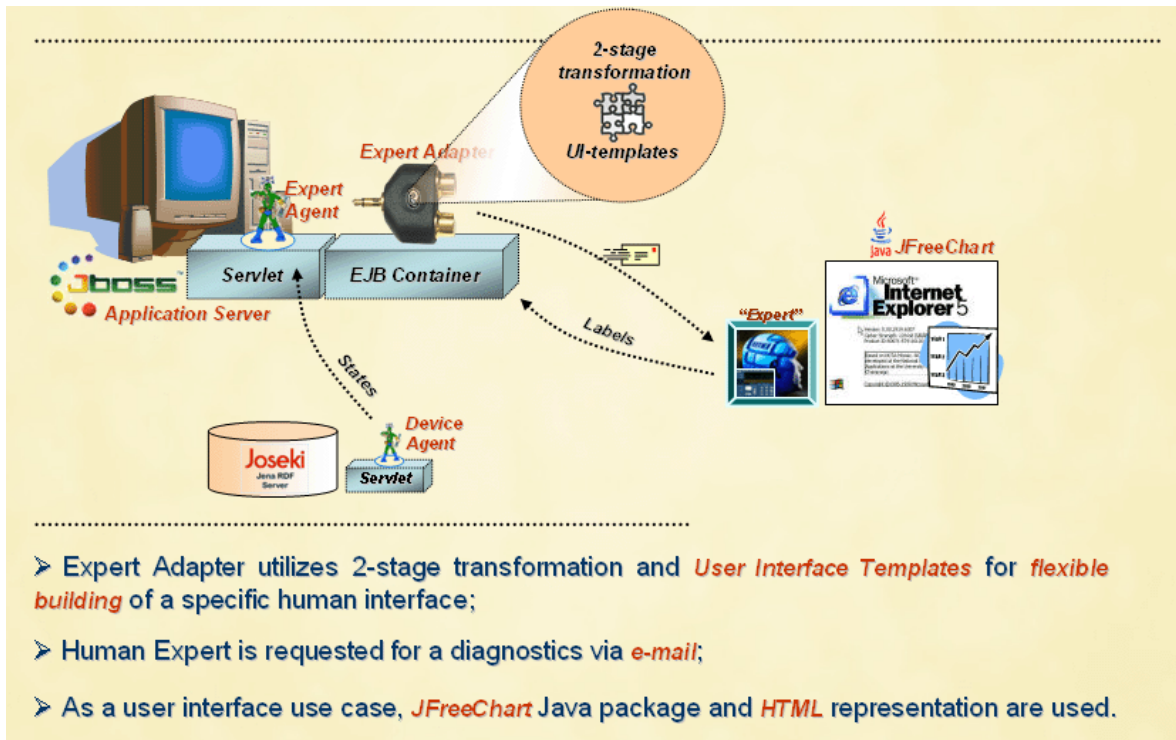 2-stage
transformation
UI-templates
Expert Adapter
Expert
Agent
Servlet
EJB Container
Jboss™
Application Server
States
Labels
Device
Agent
Servlet
Joseki
Jena RDF
Server
"Expert"
Java
JFreeChart
Microsoft®
Internet
Explorer 5
➢ Expert Adapter utilizes 2-stage transformation and User Interface Templates for flexible
building of a specific human interface;
➢ Human Expert is requested for a diagnostics via e-mail;
➢ As a user interface use case, JFreeChart Java package and HTML representation are used.